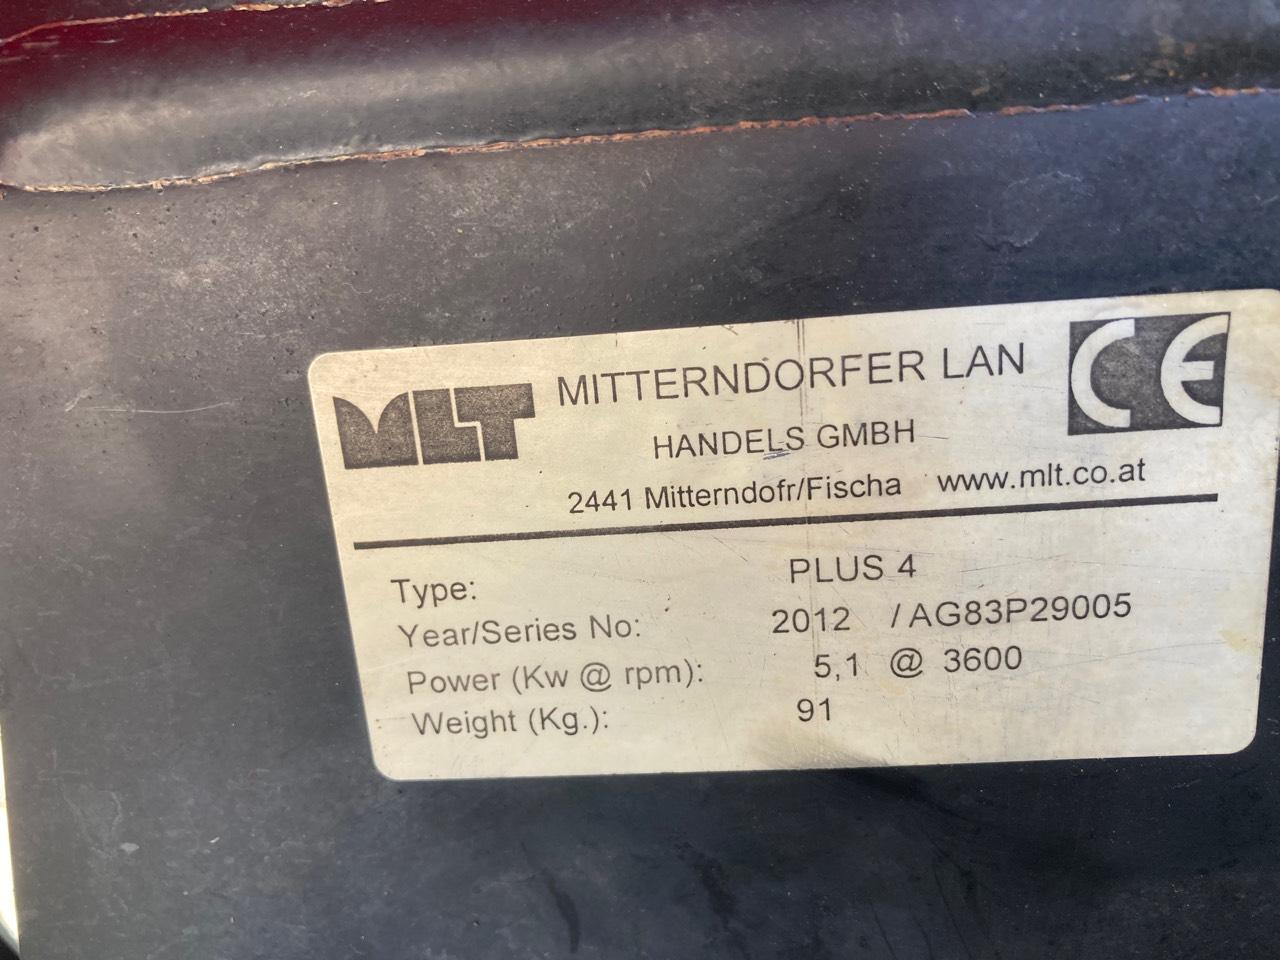 MLT MITTERNDORFER LAN CE
HANDELS GMBH
2441 Mitterndofr/Fischa www.mlt.co.at
Type: PLUS 4
Year/Series No: 2012 / AG83P29005
Power (Kw @ rpm): 5,1 @ 3600
Weight (Kg.): 91